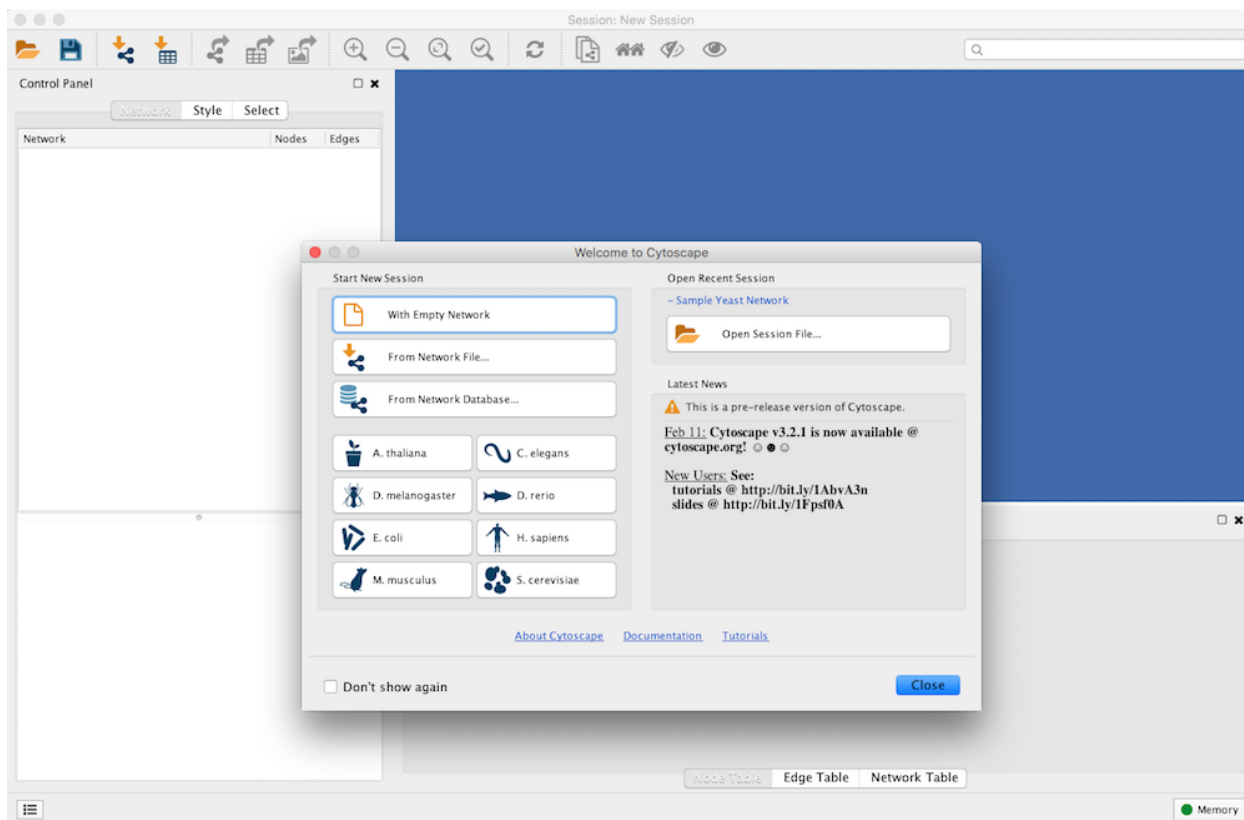 Session: New Session
Control Panel
Network Style Select
Network Nodes Edges
Welcome to Cytoscape
Start New Session
With Empty Network
From Network File...
From Network Database...
A. thaliana
C. elegans
D. melanogaster
D. rerio
E. coli
H. sapiens
M. musculus
S. cerevisiae
Open Recent Session
– Sample Yeast Network
Open Session File...
Latest News
This is a pre-release version of Cytoscape.
Feb 11: Cytoscape v3.2.1 is now available @
cytoscape.org! ☺ ☻ ☺
New Users: See:
tutorials @ http://bit.ly/1AbvA3n
slides @ http://bit.ly/1Fpsf0A
About Cytoscape Documentation Tutorials
Don't show again
Close
Node Table Edge Table Network Table
Memory